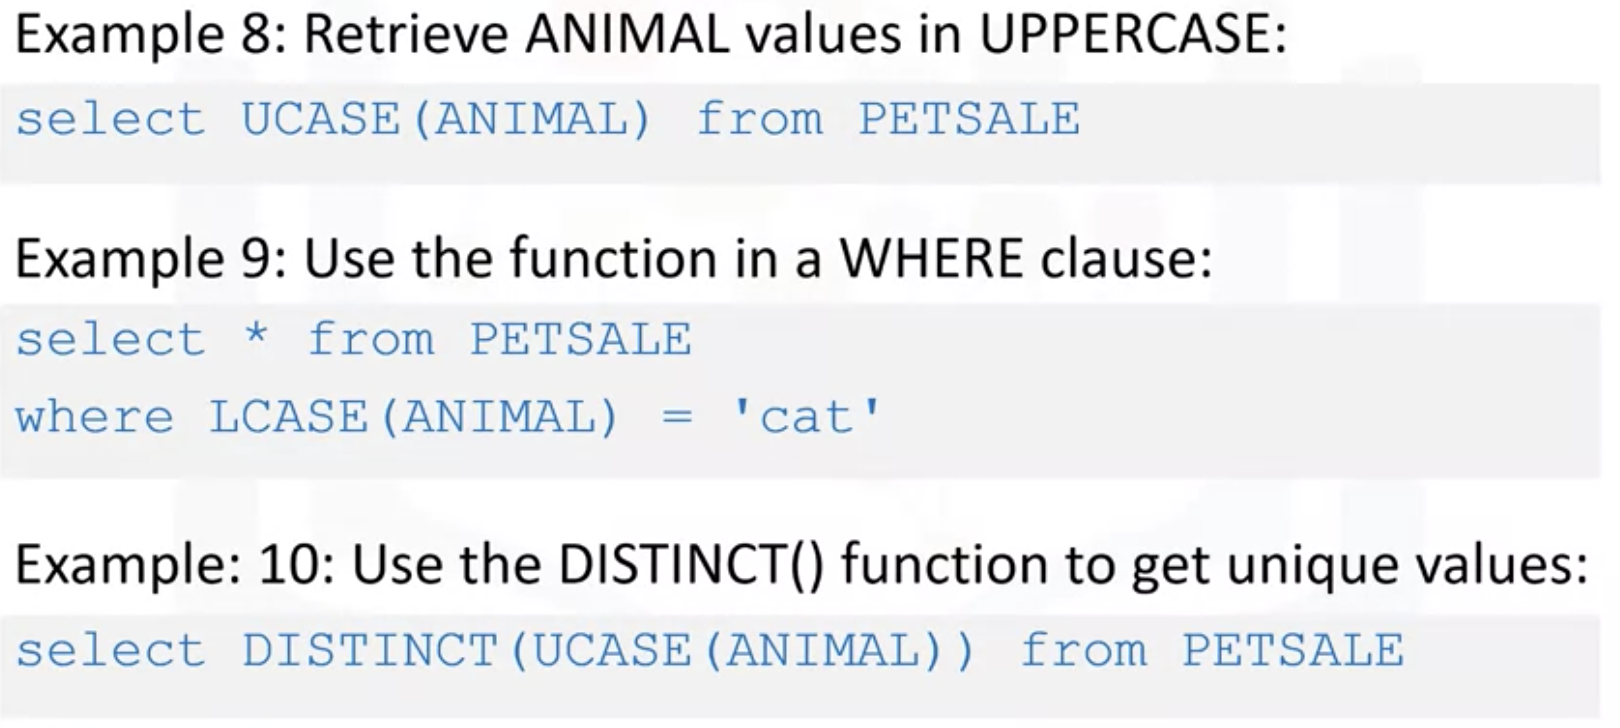 Example 8: Retrieve ANIMAL values in UPPERCASE:
select UCASE(ANIMAL) from PETSALE
Example 9: Use the function in a WHERE clause:
select * from PETSALE
where LCASE(ANIMAL) = 'cat'
Example: 10: Use the DISTINCT() function to get unique values:
select DISTINCT(UCASE(ANIMAL)) from PETSALE